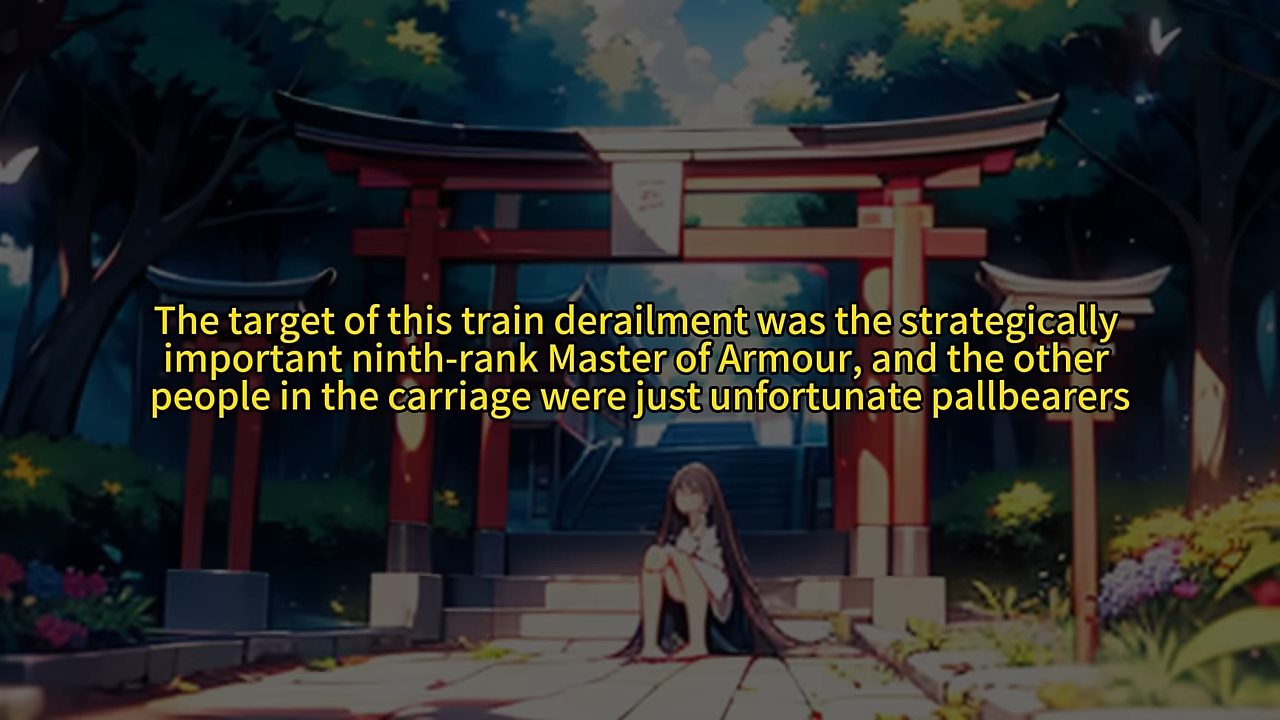 The target of this train derailment was the strategically
important ninth-rank Master of Armour, and the other
people in the carriage were just unfortunate pallbearers